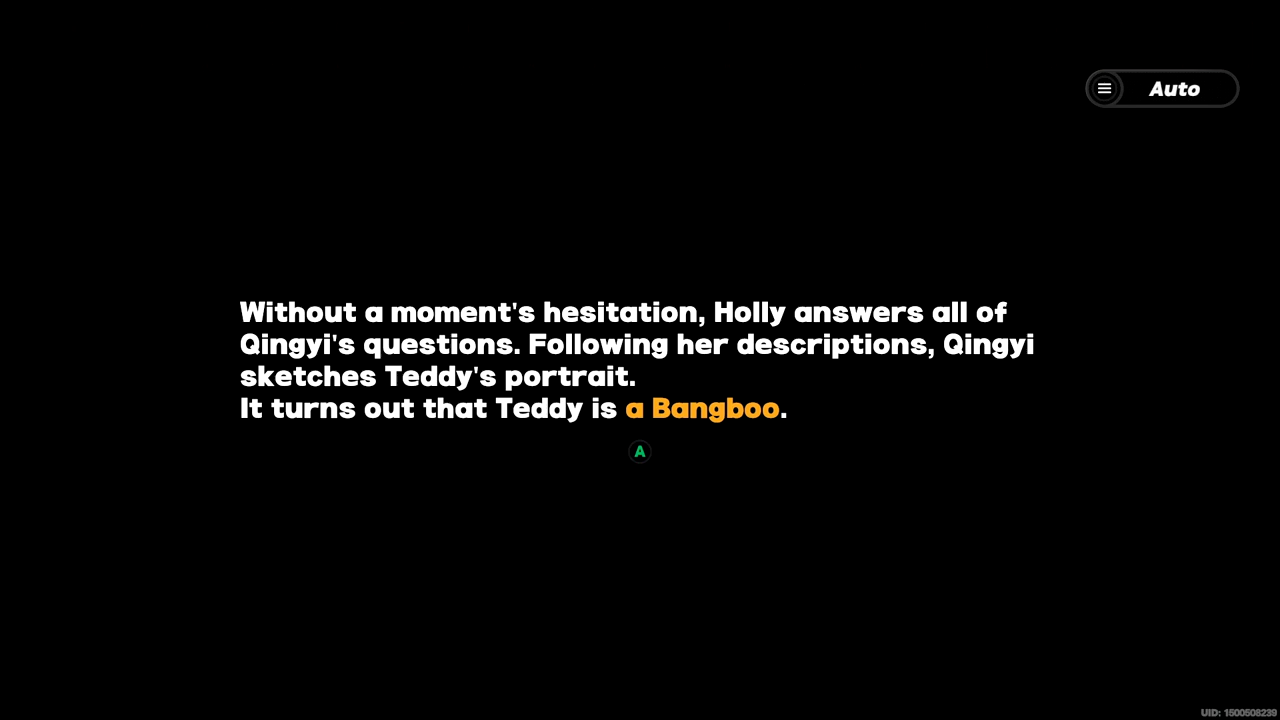 Auto
Without a moment's hesitation, Holly answers all of
Qingyi's questions. Following her descriptions, Qingyi
sketches Teddy's portrait.
It turns out that Teddy is a Bangboo.
A
UID: 1500508239